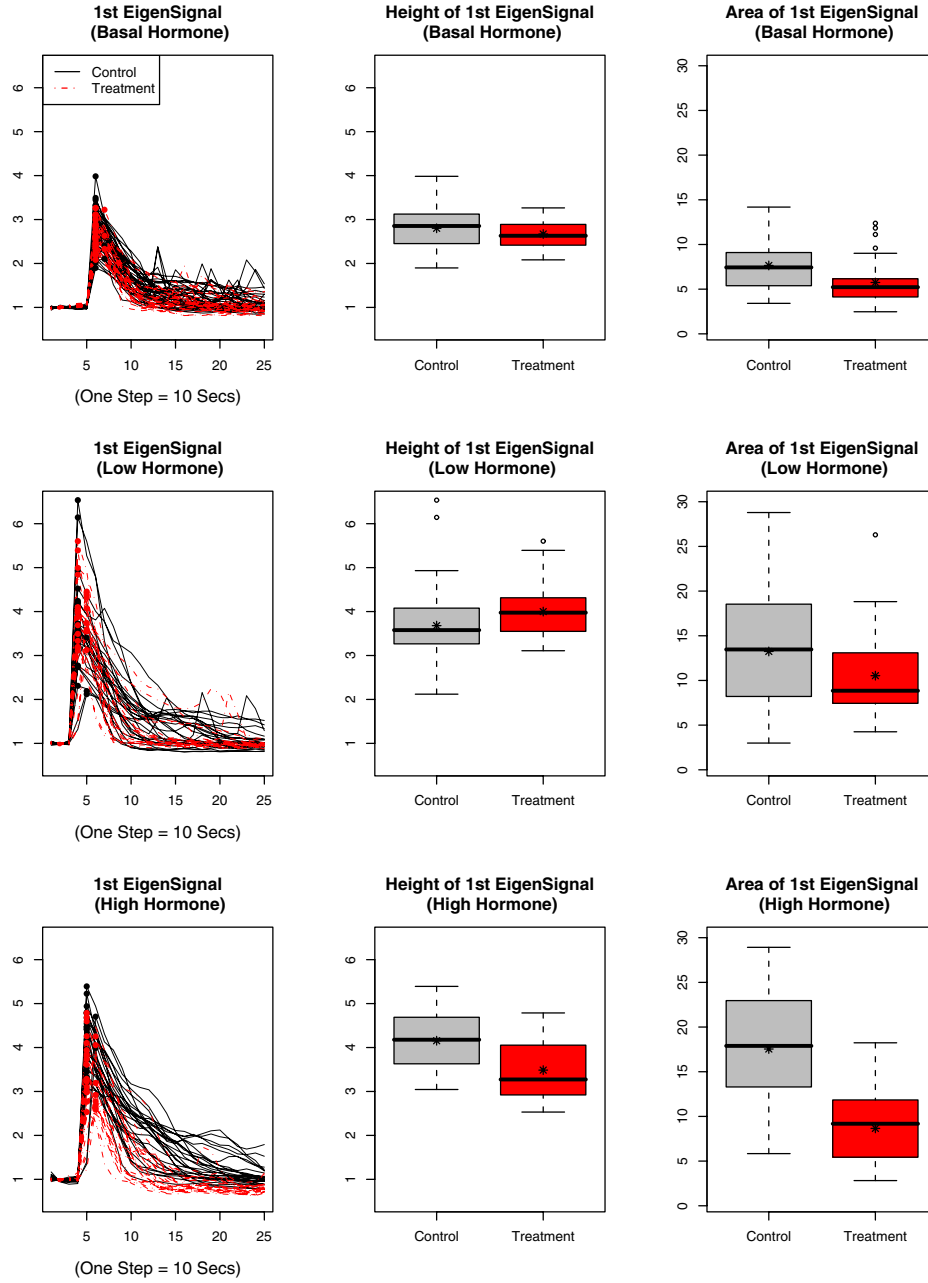 1st EigenSignal
(Basal Hormone)
Control
Treatment
6
5
4
3
2
1
5 10 15 20 25
(One Step = 10 Secs)
Height of 1st EigenSignal
(Basal Hormone)
6
5
4
3
2
1
Control Treatment
Area of 1st EigenSignal
(Basal Hormone)
30
25
20
15
10
5
0
Control Treatment
1st EigenSignal
(Low Hormone)
6
5
4
3
2
1
5 10 15 20 25
(One Step = 10 Secs)
Height of 1st EigenSignal
(Low Hormone)
6
5
4
3
2
1
Control Treatment
Area of 1st EigenSignal
(Low Hormone)
30
25
20
15
10
5
0
Control Treatment
1st EigenSignal
(High Hormone)
6
5
4
3
2
1
5 10 15 20 25
(One Step = 10 Secs)
Height of 1st EigenSignal
(High Hormone)
6
5
4
3
2
1
Control Treatment
Area of 1st EigenSignal
(High Hormone)
30
25
20
15
10
5
0
Control Treatment